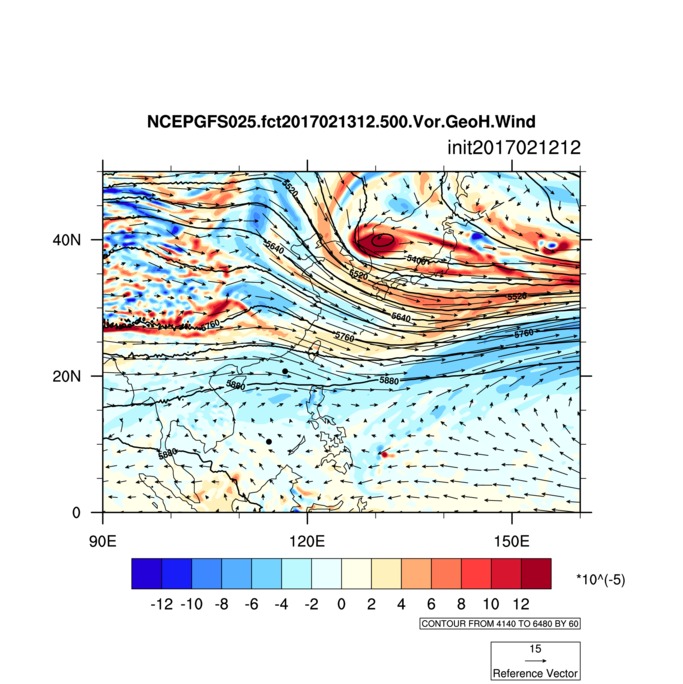 NCEPGFS025.fct2017021312.500.Vor.GeoH.Wind
init2017021212
5520
40N
5640
5400
5520
5520
5640
5760
5760
5760
20N
5880
5880
5880
0
90E 120E 150E
-12 -10 -8 -6 -4 -2 0 2 4 6 8 10 12
*10^(-5)
CONTOUR FROM 4140 TO 6480 BY 60
15
Reference Vector